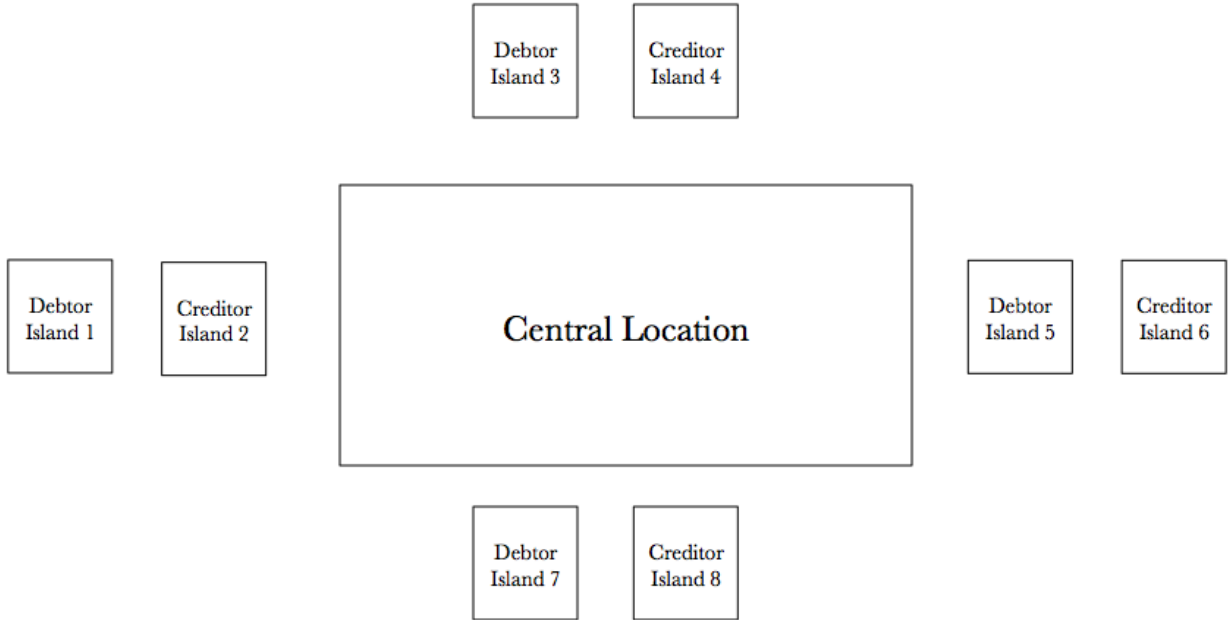 Debtor
Island 3
Creditor
Island 4
Debtor
Island 1
Creditor
Island 2
Central Location
Debtor
Island 5
Creditor
Island 6
Debtor
Island 7
Creditor
Island 8